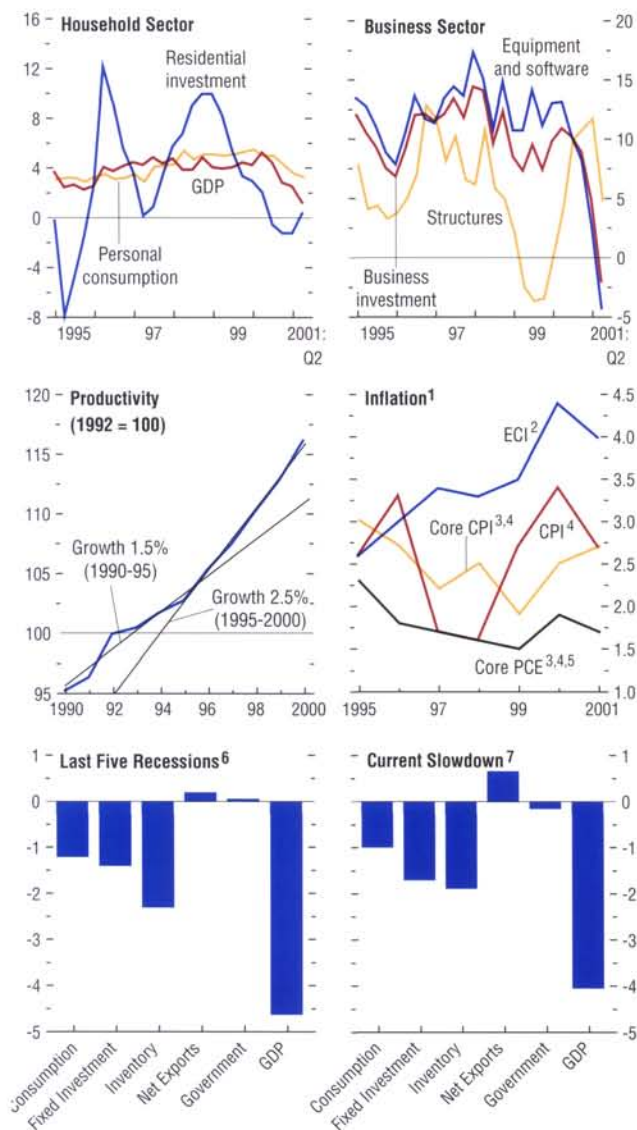 Household Sector
16
12
8
4
0
-4
-8
Residential
investment
GDP
Personal
consumption
1995 97 99 2001:
Q2
Business Sector
20
15
10
5
0
-5
Equipment
and software
Structures
Business
investment
1995 97 99 2001:
Q2
Productivity
(1992 = 100)
120
115
110
105
100
95
Growth 1.5%
(1990-95)
Growth 2.5%
(1995-2000)
1990 92 94 96 98 2000
Inflation1
4.5
4.0
3.5
3.0
2.5
2.0
1.5
1.0
ECI2
Core CPI3,4
CPI4
Core PCE3,4,5
1995 97 99 2001
Last Five Recessions6
1
0
-1
-2
-3
-4
-5
Consumption
Fixed Investment
Inventory
Net Exports
Government
GDP
Current Slowdown7
1
0
-1
-2
-3
-4
-5
Consumption
Fixed Investment
Inventory
Net Exports
Government
GDP